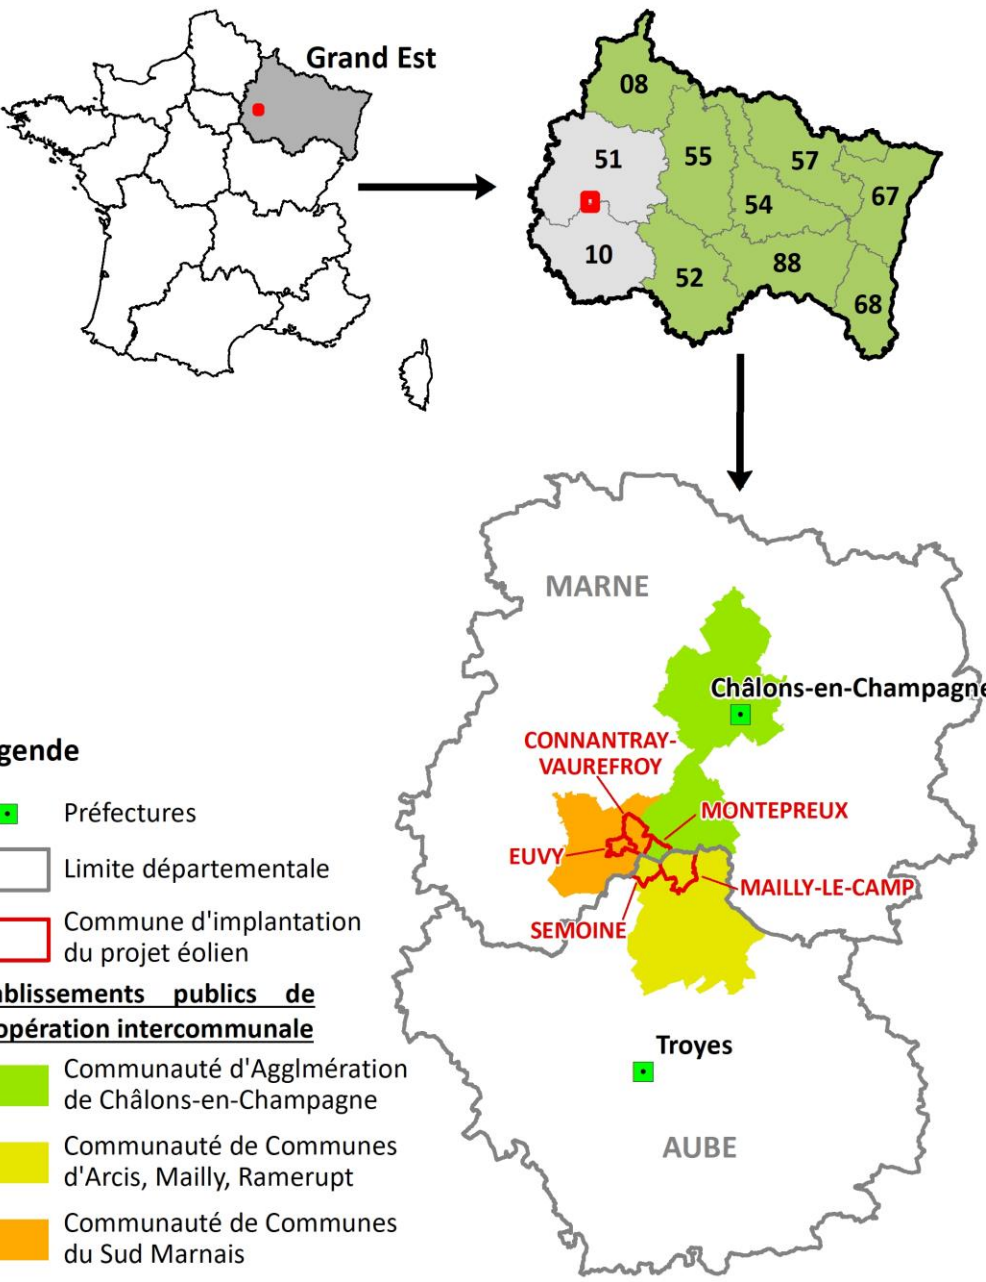 Grand Est
08
51
55
57
67
54
10
88
52
68
MARNE
Châlons-en-Champagne
CONNANTRAY-
VAUREFROY
MONTEPREUX
EUVY
MAILLY-LE-CAMP
SEMOINE
Troyes
AUBE
gende
Préfectures
Limite départementale
Commune d'implantation
du projet éolien
ablissements publics de
opération intercommunale
Communauté d'Agglmération
de Châlons-en-Champagne
Communauté de Communes
d'Arcis, Mailly, Ramerupt
Communauté de Communes
du Sud Marnais